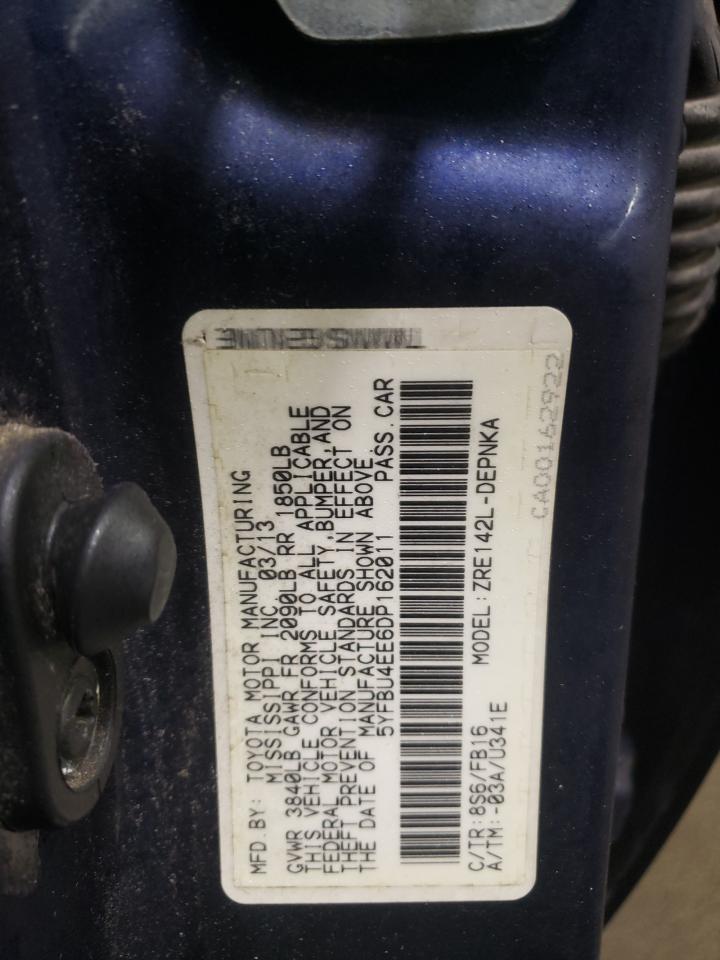 MFD.BY: TOYOTA MOTOR MANUFACTURING
MISSISSIPPI INC 03/13
GVWR 3840LB GAWR FR 2090LB RR 1850LB
THIS VEHICLE CONFORMS TO ALL APPLICABLE
FEDERAL MOTOR VEHICLE SAFETY, BUMPER, AND
THEFT PREVENTION STANDARDS IN EFFECT ON
THE DATE OF MANUFACTURE SHOWN ABOVE.
5YFBU4EE6DP162011 PASS.CAR
C/TR: 8S6/FB16 MODEL: ZRE142L-DEPNKA
A/TM: -03A/U341E
CA00162922